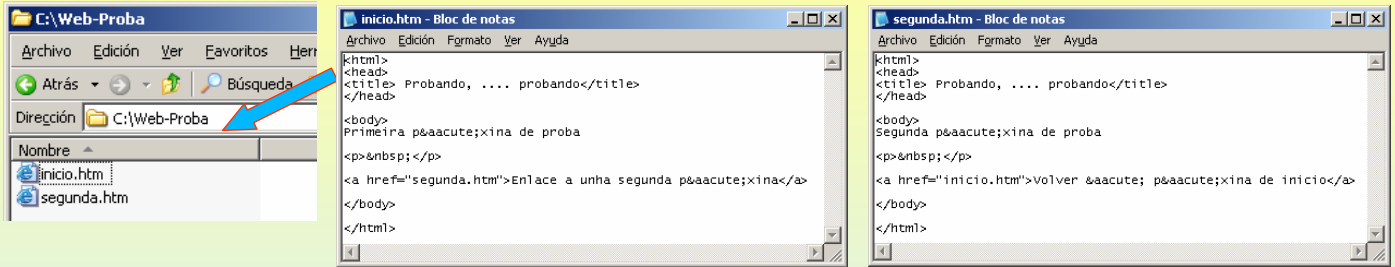 C:\Web-Proba
Archivo Edición Ver Favoritos Herr
Atrás Búsqueda
Dirección C:\Web-Proba
Nombre
inicio.htm
segunda.htm
inicio.htm - Bloc de notas
Archivo Edición Formato Ver Ayuda
<html>
<head>
<title> Probando, .... probando</title>
</head>
<body>
Primeira p&aacute;xina de proba
<p>&nbsp;</p>
<a href="segunda.htm">Enlace a unha segunda p&aacute;xina</a>
</body>
</html>
segunda.htm - Bloc de notas
Archivo Edición Formato Ver Ayuda
<html>
<head>
<title> Probando, .... probando</title>
</head>
<body>
Segunda p&aacute;xina de proba
<p>&nbsp;</p>
<a href="inicio.htm">Volver &aacute; p&aacute;xina de inicio</a>
</body>
</html>